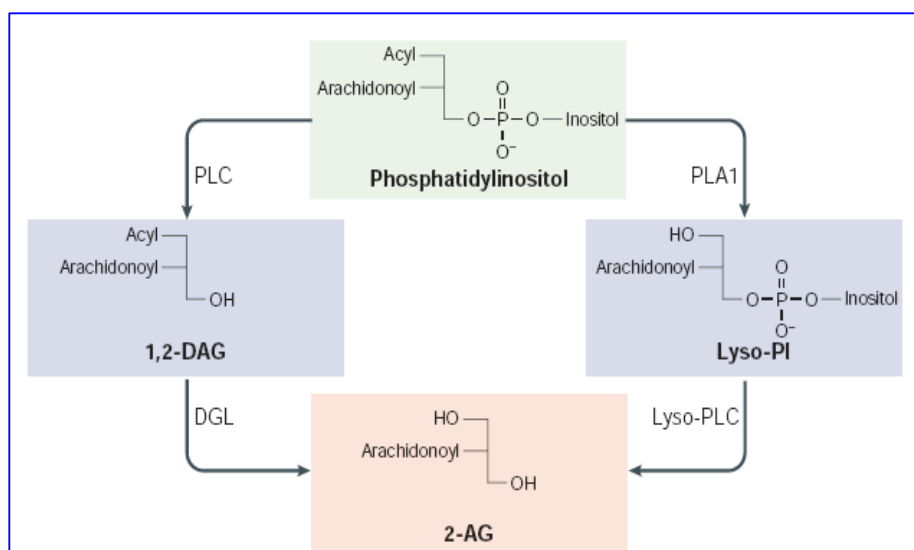 Acyl
Arachidonoyl
O
O–P–O–Inositol
O–
Phosphatidylinositol
PLC
PLA1
Acyl
Arachidonoyl
OH
1,2-DAG
HO
Arachidonoyl
O
O–P–O–Inositol
O–
Lyso-PI
DGL
Lyso-PLC
HO
Arachidonoyl
OH
2-AG